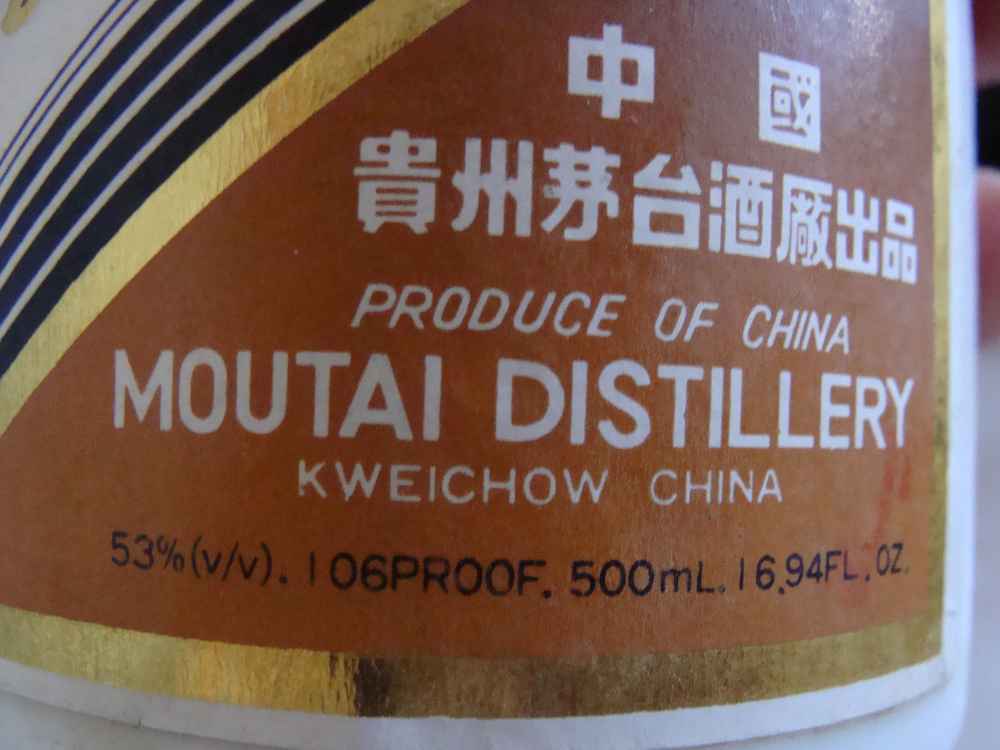 中國
貴州茅台酒廠出品
PRODUCE OF CHINA
MOUTAI DISTILLERY
KWEICHOW CHINA
53%(v/v). 106PROOF. 500mL. 16.94FL.OZ.